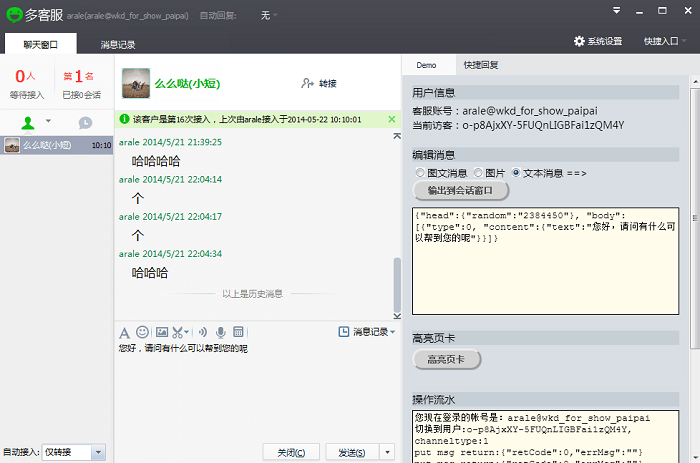 多客服 arale(arale@wkd_for_show_paipai) 自动回复: 无
聊天窗口 消息记录 系统设置 快捷入口
0人 第1名
等待接入 已接0会话
么么哒(小短) 10:10
自动接入: 仅转接
么么哒(小短) 转接
该客户是第16次接入，上次由arale接入于2014-05-22 10:10:01
arale 2014/5/21 21:39:25
哈哈哈哈
arale 2014/5/21 22:04:14
个
arale 2014/5/21 22:04:17
个
arale 2014/5/21 22:04:34
哈哈哈
以上是历史消息
消息记录
您好，请问有什么可以帮到您的呢
关闭(C) 发送(S)
Demo 快捷回复
用户信息
客服账号：arale@wkd_for_show_paipai
当前访客：o-p8AjxXY-5FUQnLIGBFai1zQM4Y
编辑消息
图文消息 图片 文本消息 ==>
输出到会话窗口
{"head":{"random":"2384450"}, "body":
[{"type":0, "content":{"text":"您好，请问有什么可
以帮到您的呢"}}]}
高亮页卡
高亮页卡
操作流水
您现在登录的帐号是：arale@wkd_for_show_paipai
切换到用户:o-p8AjxXY-5FUQnLIGBFai1zQM4Y,
channeltype:1
put msg return:{"retCode":0,"errMsg":""}
put msg return:{"retCode":0,"errMsg":""}